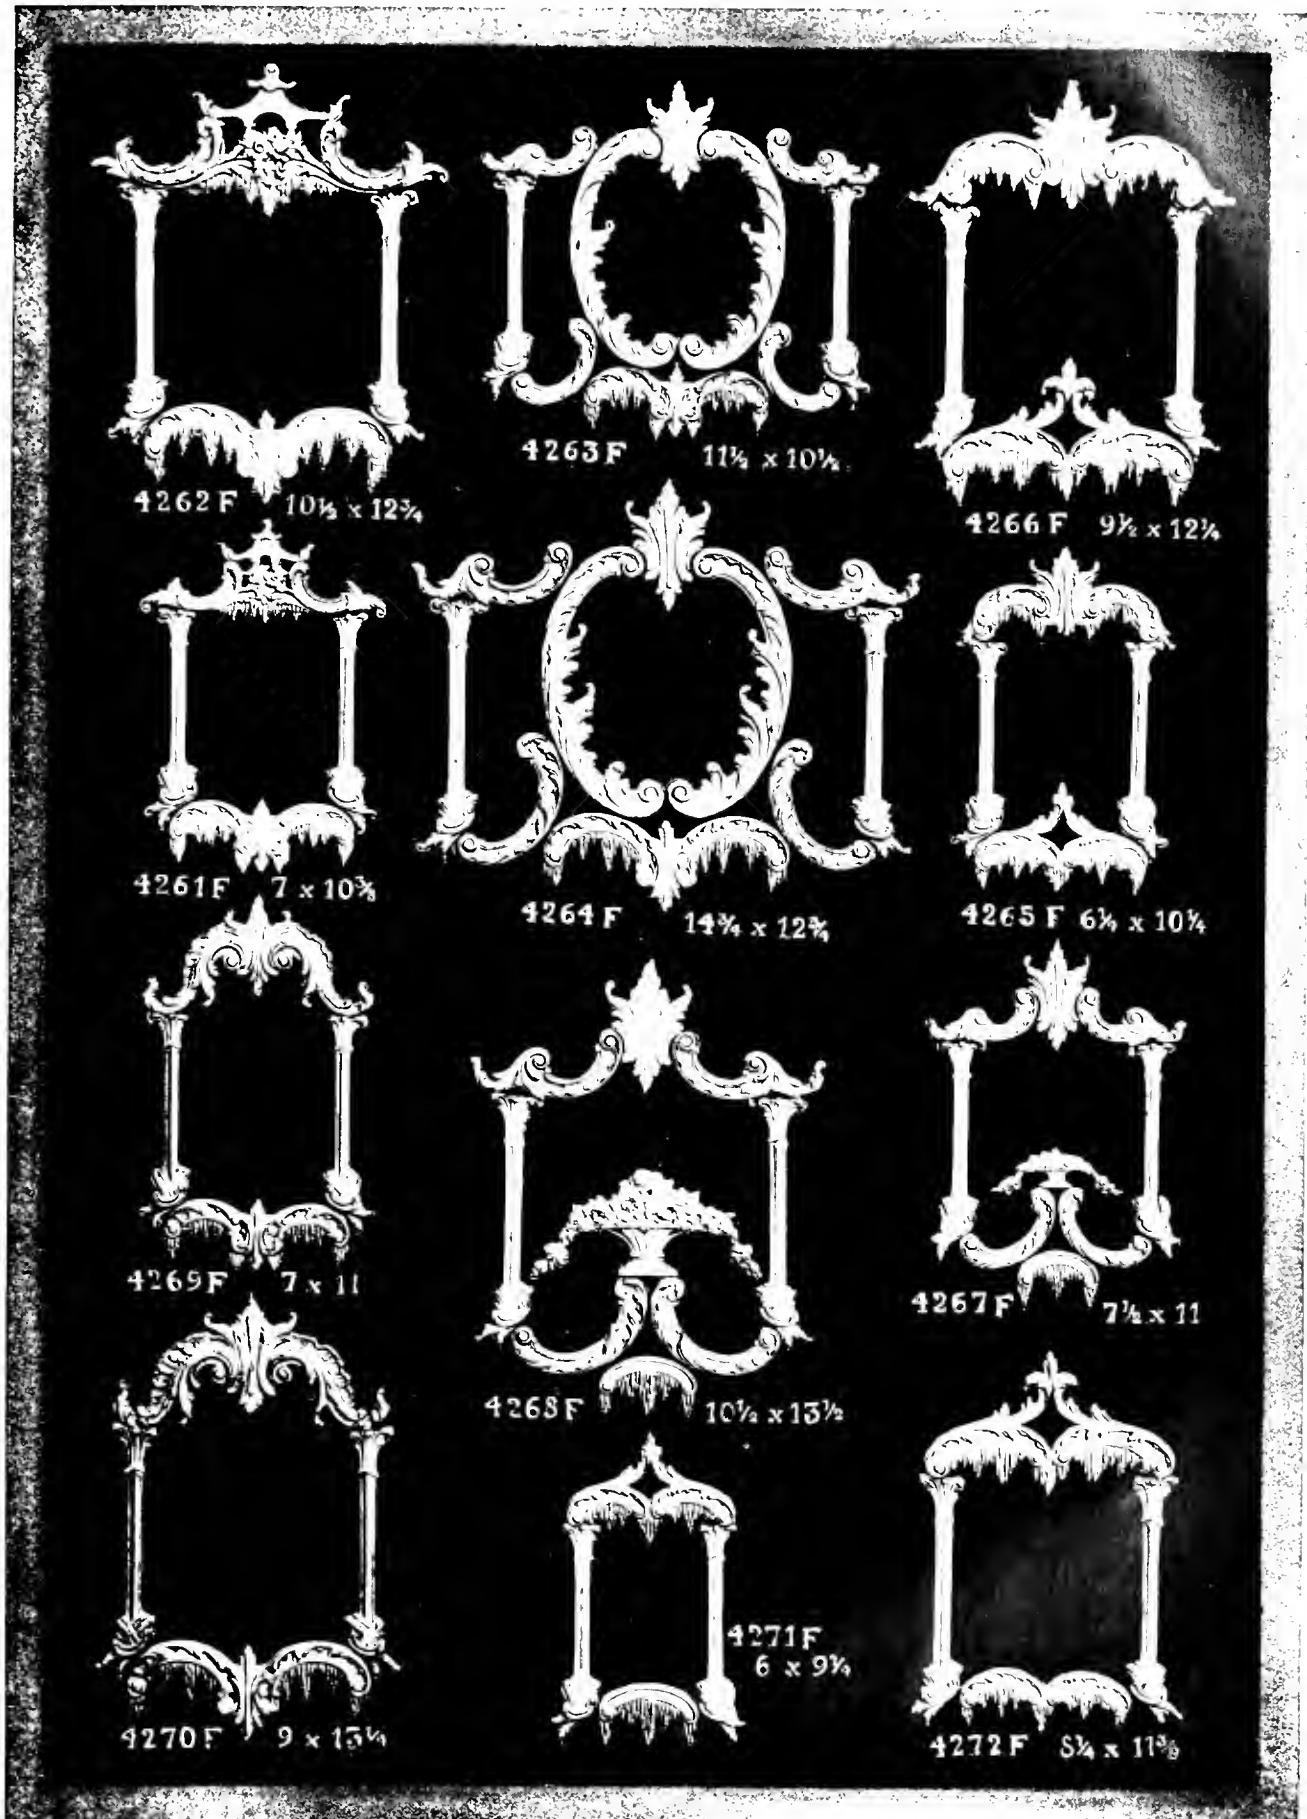 4263F 11½ x 10½
4262F 10½ x 12¾
4266F 9½ x 12¼
4261F 7 x 10⅜
4264F 14¾ x 12¾
4265F 6¼ x 10¼
4269F 7 x 11
4267F 7½ x 11
4268F 10½ x 13½
4271F
6 x 9¼
4270F 9 x 13¼
4272F 8¼ x 11⅜